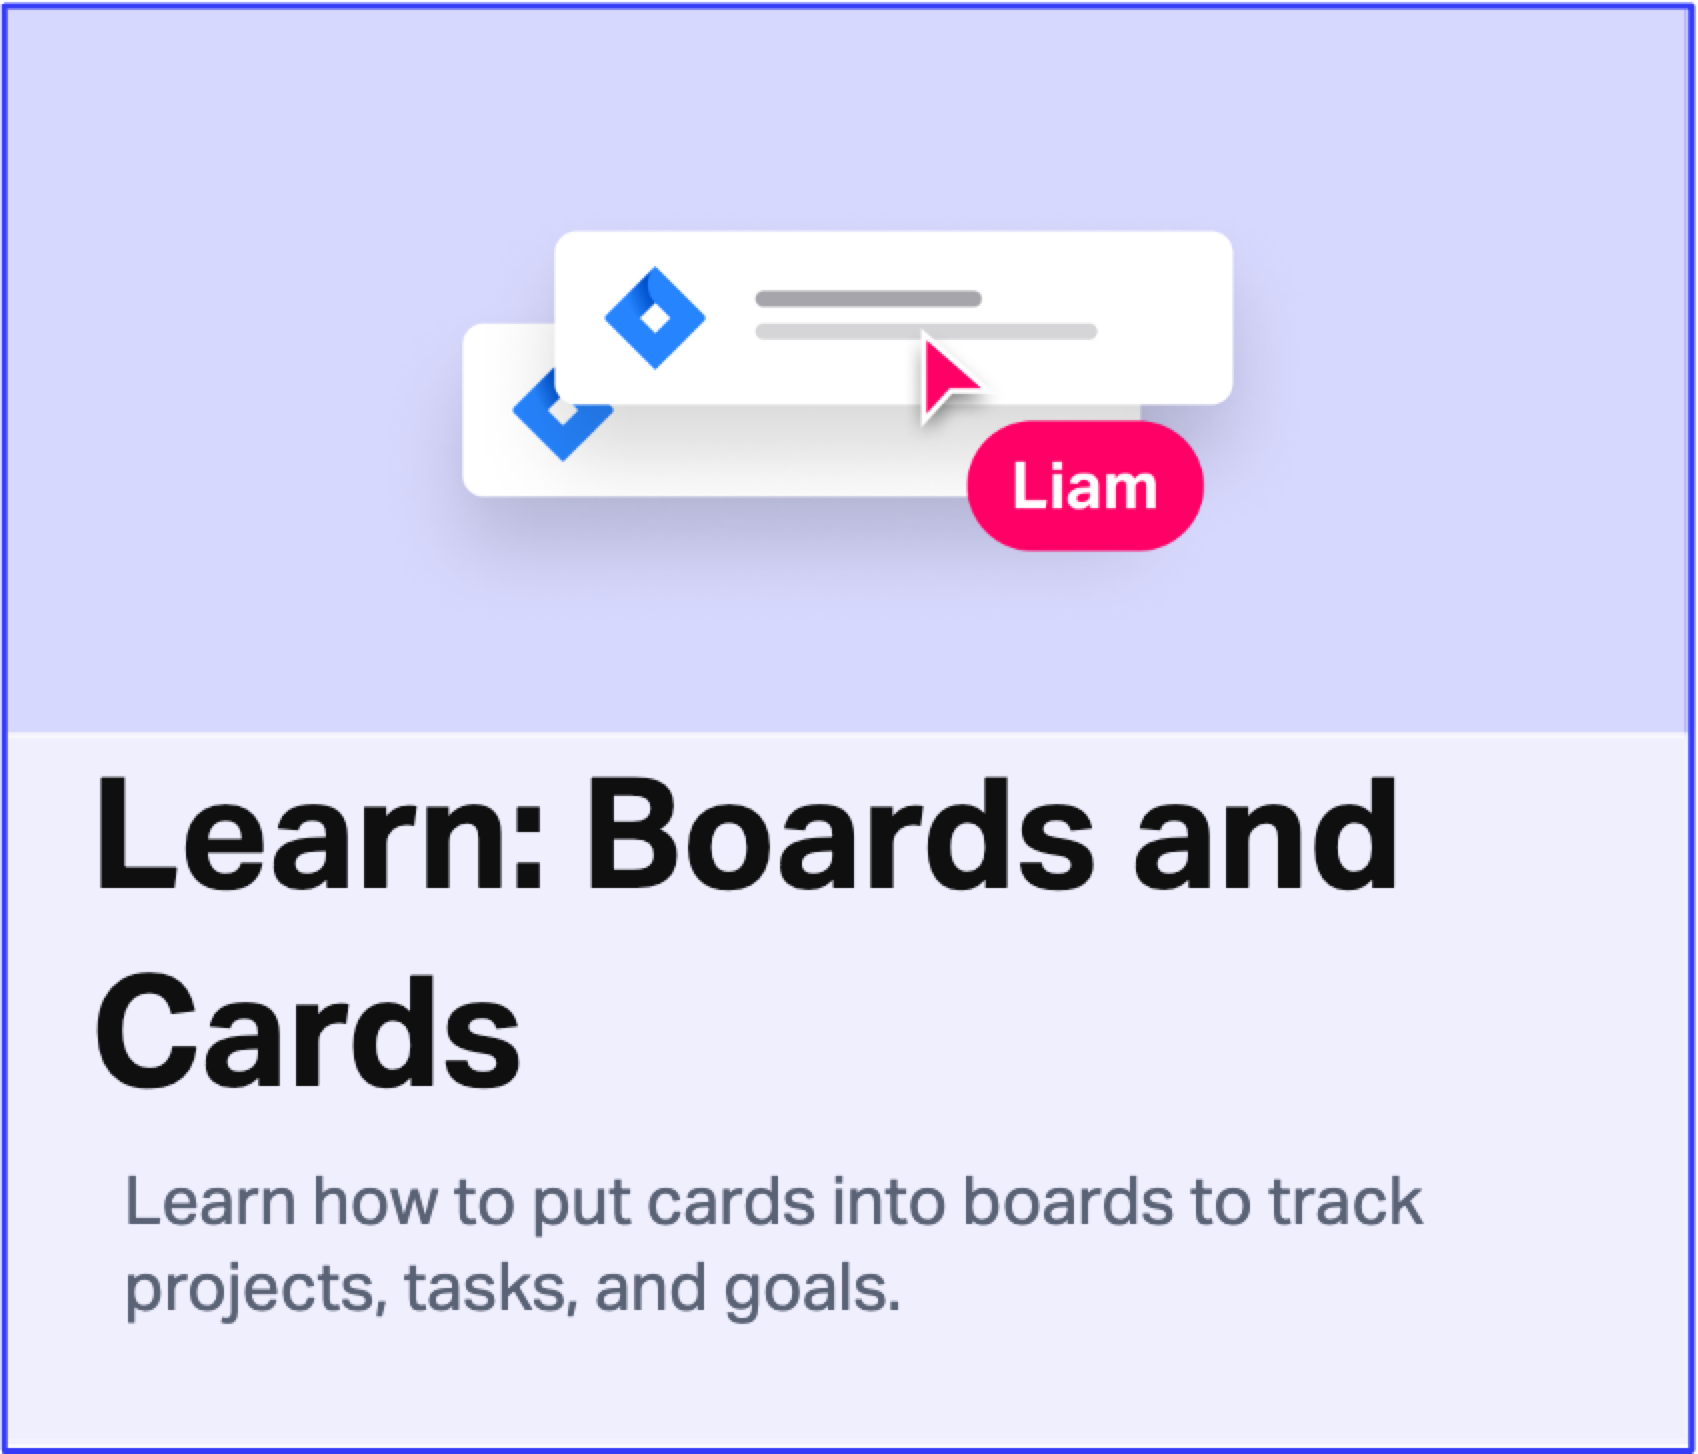 Liam
Learn: Boards and
Cards
Learn how to put cards into boards to track
projects, tasks, and goals.